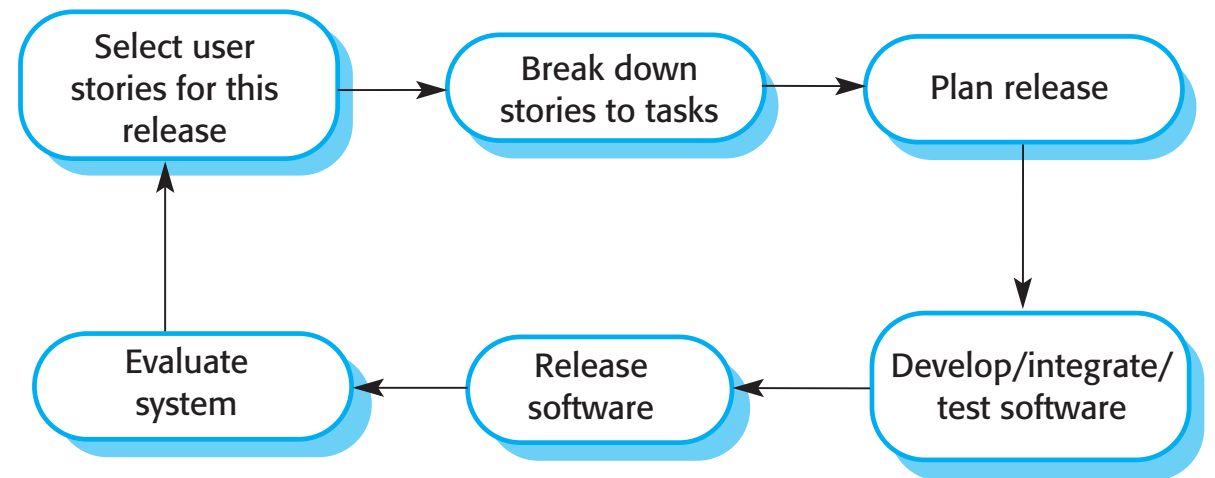 Select user
stories for this
release
Break down
stories to tasks
Plan release
Evaluate
system
Release
software
Develop/integrate/
test software